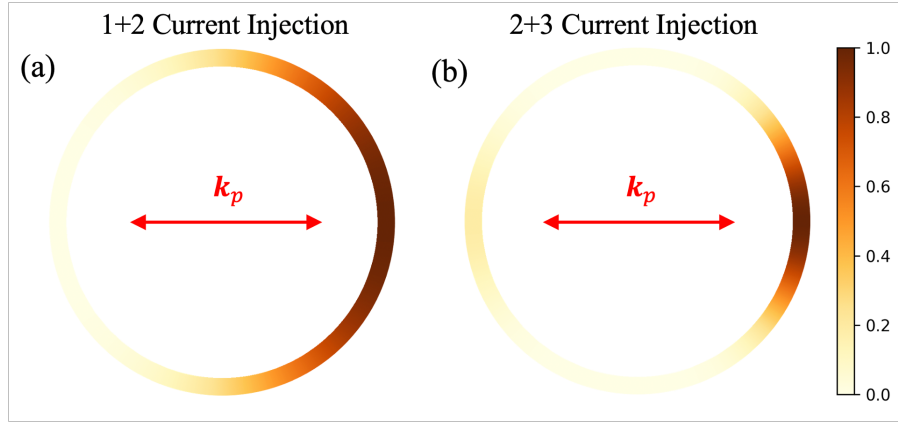 1+2 Current Injection
2+3 Current Injection
(a)
(b)
k_p
k_p
1.0
0.8
0.6
0.4
0.2
0.0